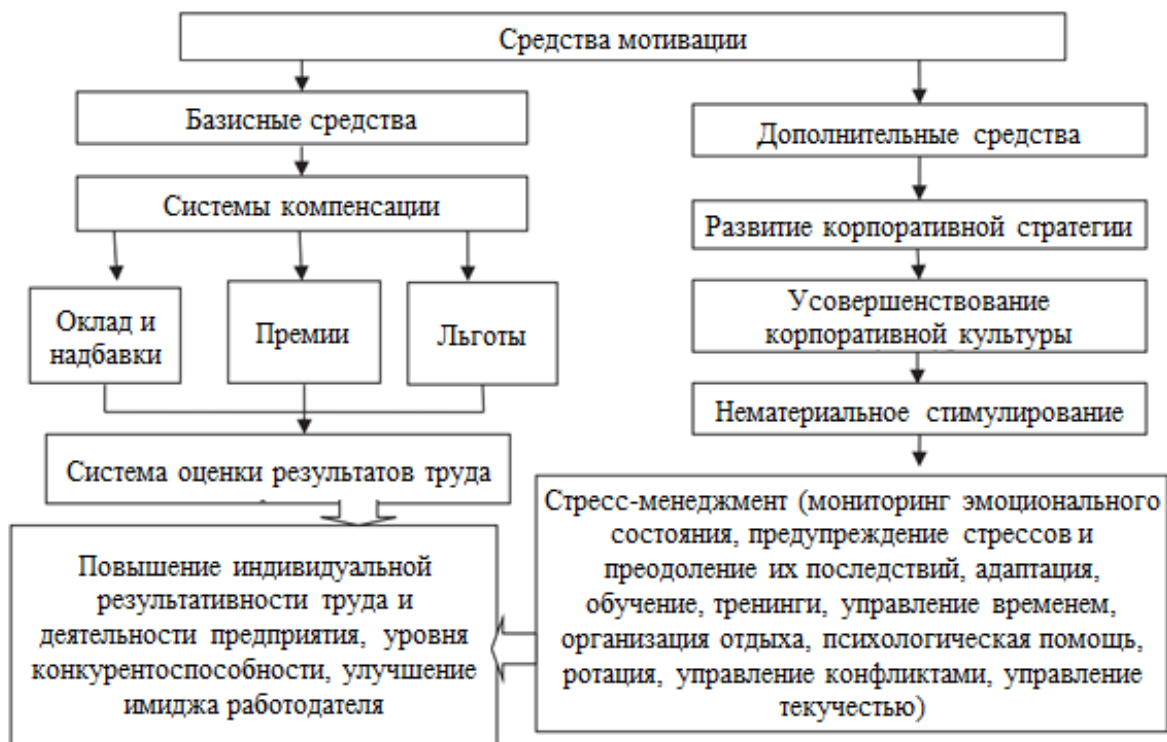 Средства мотивации
Базисные средства
Системы компенсации
Оклад и
надбавки
Премии
Льготы
Система оценки результатов труда
Повышение индивидуальной
результативности труда и
деятельности предприятия, уровня
конкурентоспособности, улучшение
имиджа работодателя
Дополнительные средства
Развитие корпоративной стратегии
Усовершенствование
корпоративной культуры
Нематериальное стимулирование
Стресс-менеджмент (мониторинг эмоционального
состояния, предупреждение стрессов и
преодоление их последствий, адаптация,
обучение, тренинги, управление временем,
организация отдыха, психологическая помощь,
ротация, управление конфликтами, управление
текучестью)